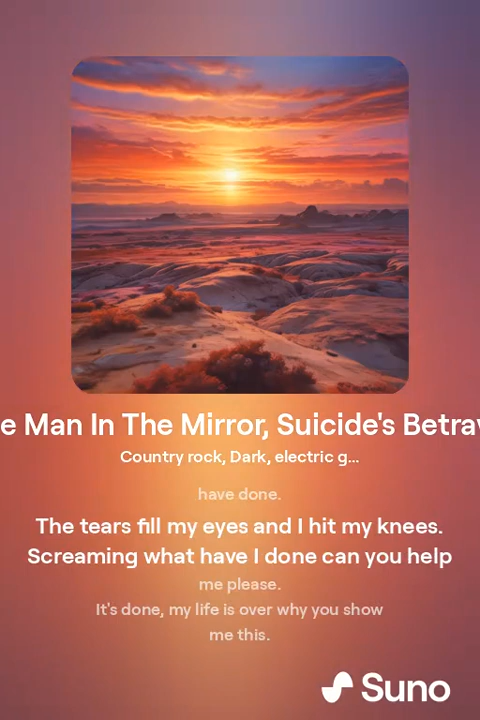 e Man In The Mirror, Suicide's Betra
Country rock, Dark, electric g...
have done.
The tears fill my eyes and I hit my knees.
Screaming what have I done can you help
me please.
It's done, my life is over why you show
me this.
Suno